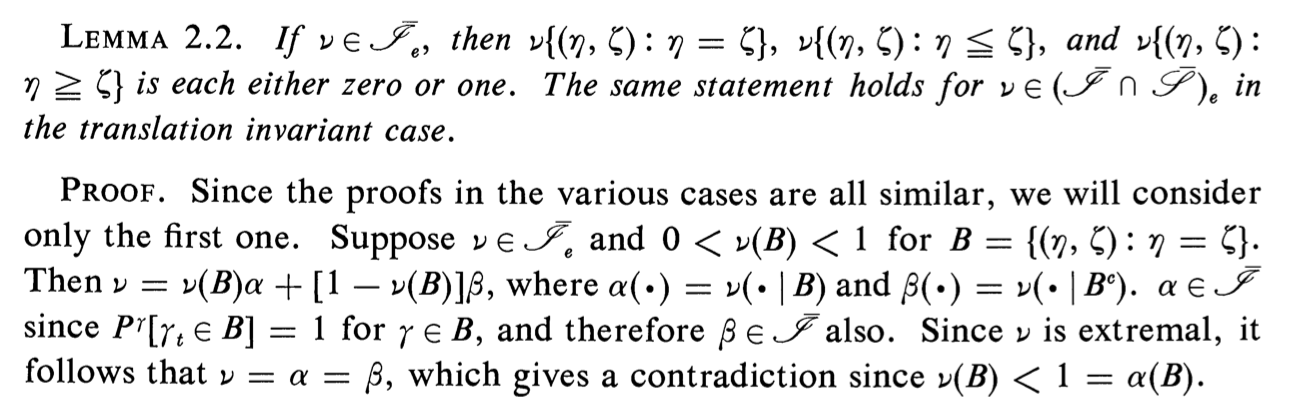 LEMMA 2.2. If ν ∈ 𝓘̄ₑ, then ν{(η, ζ) : η = ζ}, ν{(η, ζ) : η ≦ ζ}, and ν{(η, ζ) :
η ≧ ζ} is each either zero or one. The same statement holds for ν ∈ (𝓘̄ ∩ 𝓢̄)ₑ in
the translation invariant case.
PROOF. Since the proofs in the various cases are all similar, we will consider
only the first one. Suppose ν ∈ 𝓘̄ₑ and 0 < ν(B) < 1 for B = {(η, ζ) : η = ζ}.
Then ν = ν(B)α + [1 − ν(B)]β, where α(•) = ν(• | B) and β(•) = ν(• | Bᶜ). α ∈ 𝓘̄
since P^γ[γₜ ∈ B] = 1 for γ ∈ B, and therefore β ∈ 𝓘̄ also. Since ν is extremal, it
follows that ν = α = β, which gives a contradiction since ν(B) < 1 = α(B).